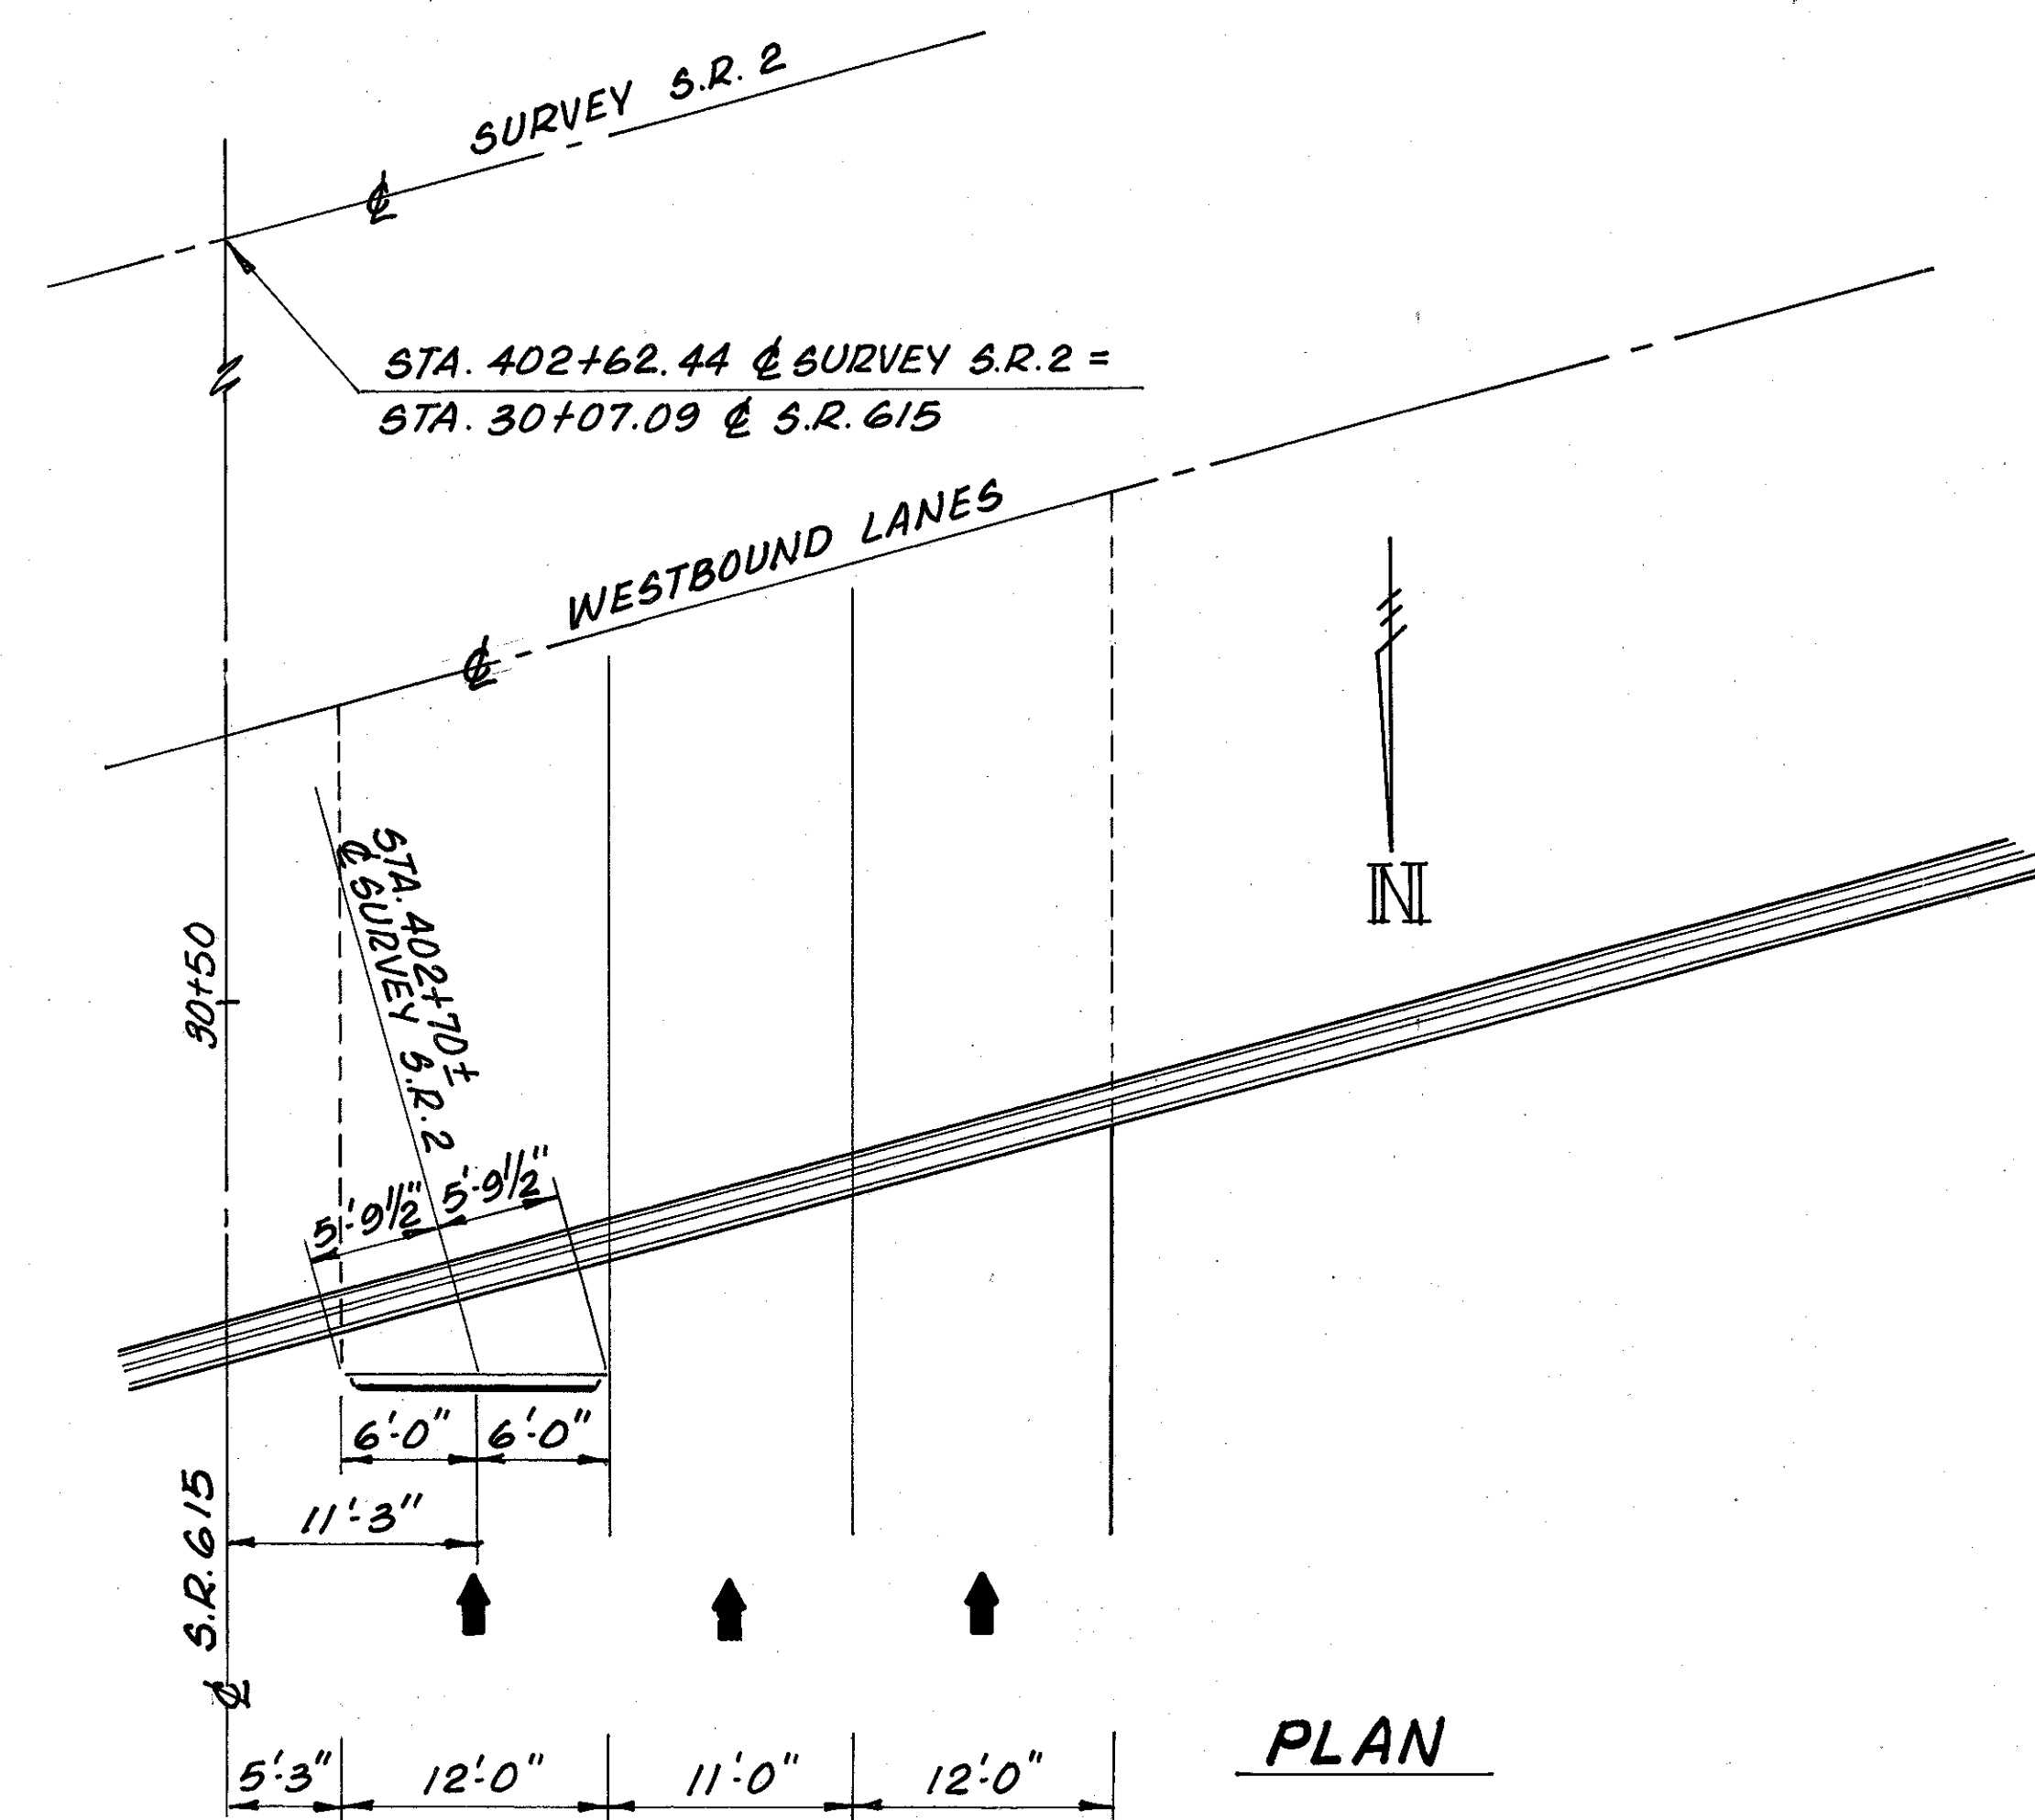 ℄ SURVEY S.R. 2
STA. 402+62.44 ℄ SURVEY S.R. 2 =
STA. 30+07.09 ℄ S.R. 615
℄ WESTBOUND LANES
N
STA. 402+70±
℄ SURVEY S.R. 2
30+50
5'-9½" 5'-9½"
6'-0" 6'-0"
11'-3"
℄ S.R. 615
PLAN
5'-3" 12'-0" 11'-0" 12'-0"